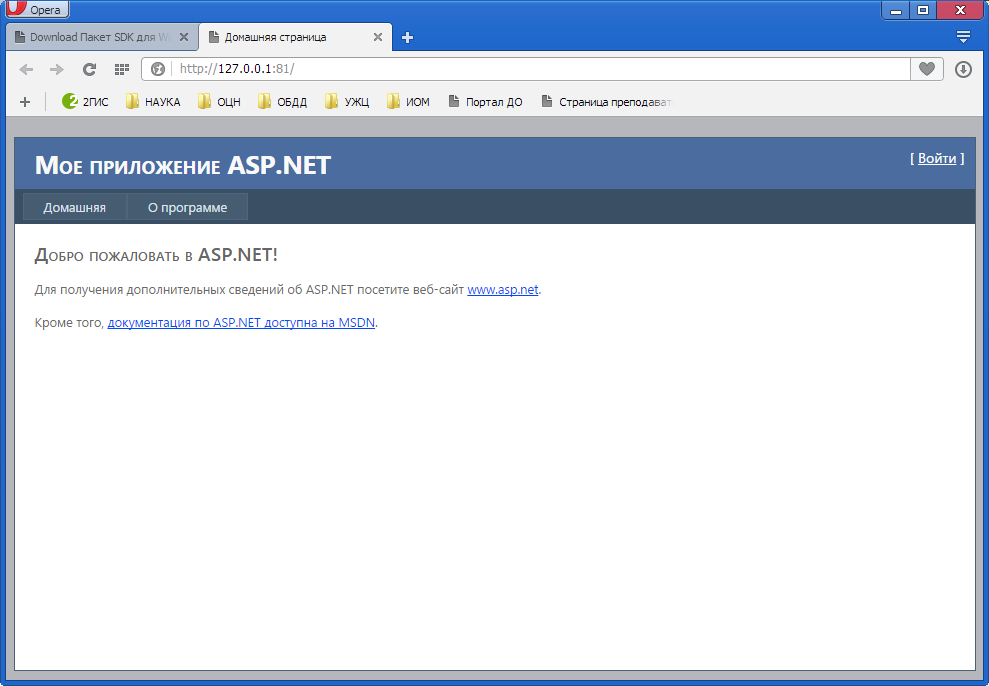 Opera
Download Пакет SDK для W
Домашняя страница
http://127.0.0.1:81/
2ГИС НАУКА ОЦН ОБДД УЖЦ ИОМ Портал ДО Страница преподават
Мое приложение ASP.NET
[ Войти ]
Домашняя О программе
Добро пожаловать в ASP.NET!
Для получения дополнительных сведений об ASP.NET посетите веб-сайт www.asp.net.
Кроме того, документация по ASP.NET доступна на MSDN.